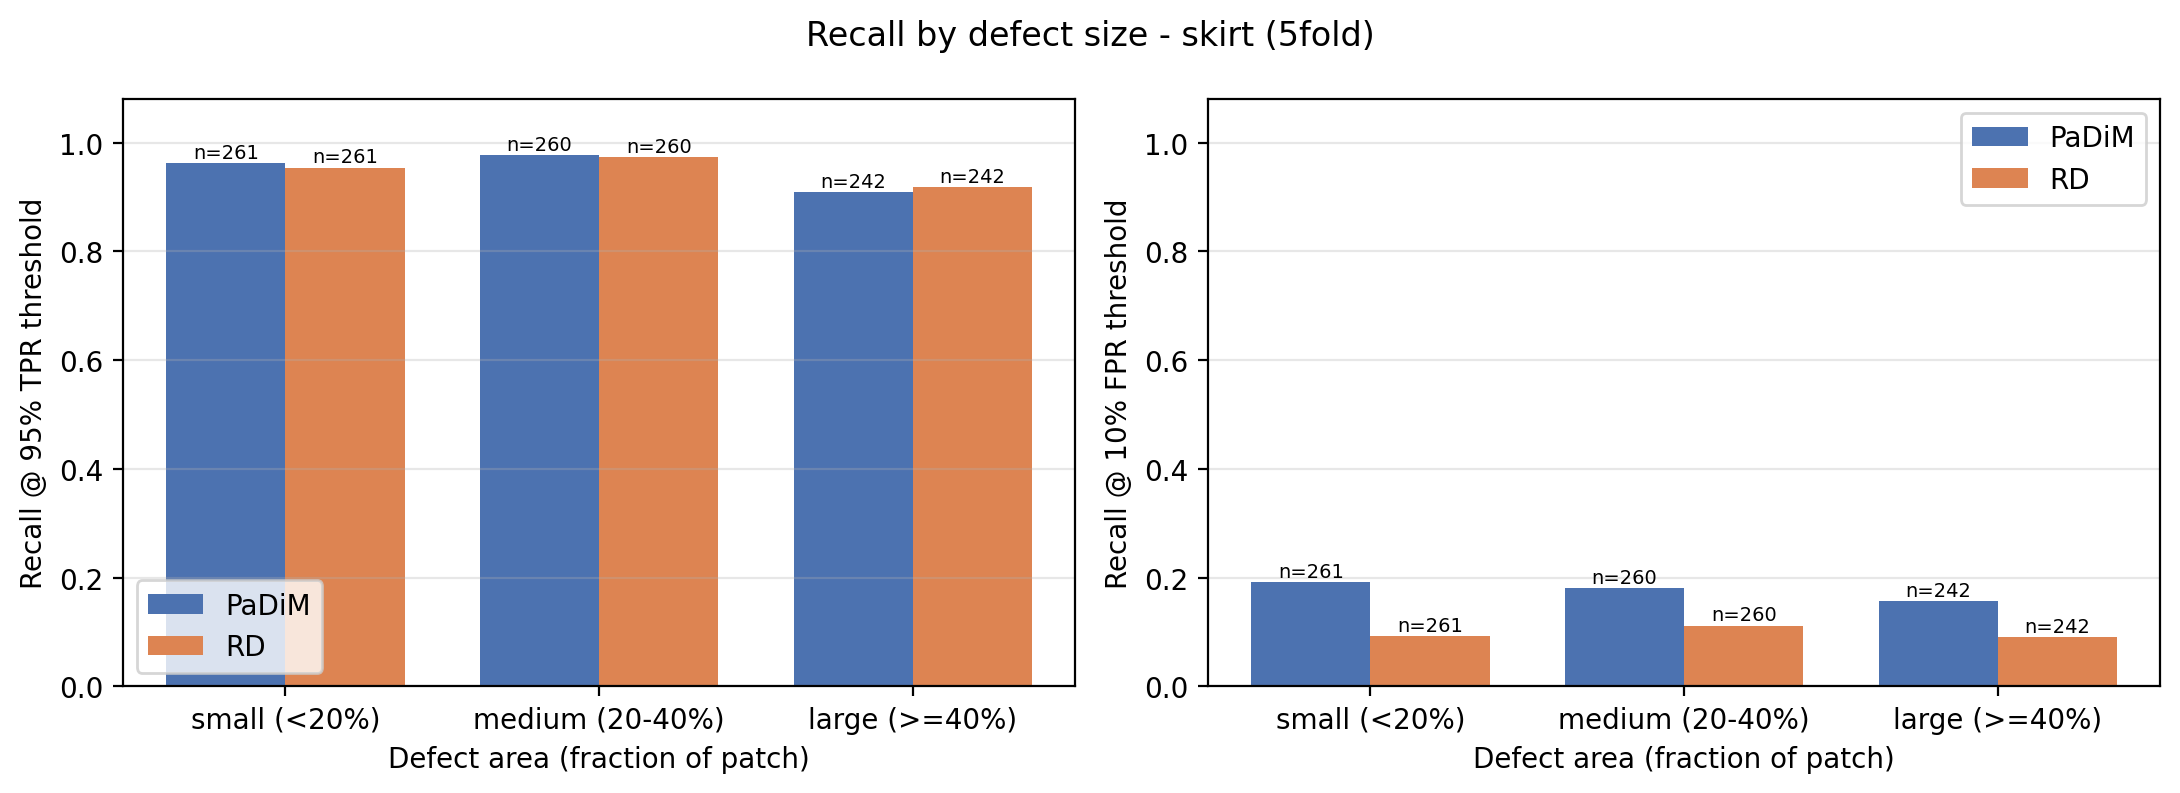 Recall by defect size - skirt (5fold)
Recall @ 95% TPR threshold
1.0
0.8
0.6
0.4
0.2
0.0
n=261
n=261
n=260
n=260
n=242
n=242
PaDiM
RD
small (<20%)
medium (20-40%)
large (>=40%)
Defect area (fraction of patch)
Recall @ 10% FPR threshold
1.0
0.8
0.6
0.4
0.2
0.0
PaDiM
RD
n=261
n=261
n=260
n=260
n=242
n=242
small (<20%)
medium (20-40%)
large (>=40%)
Defect area (fraction of patch)